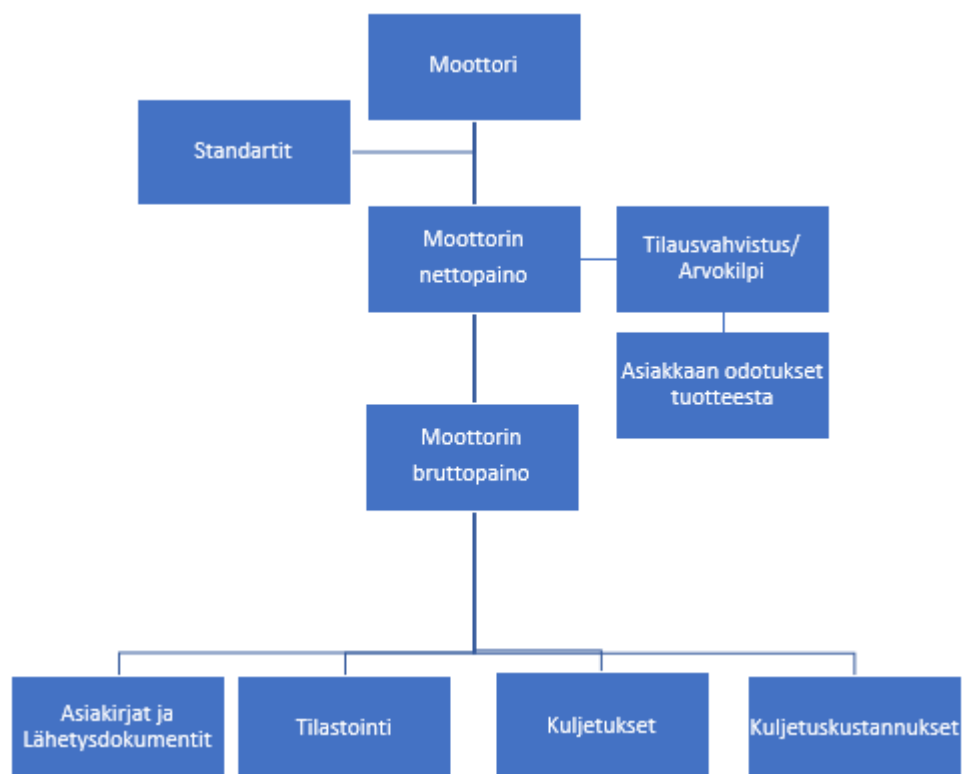 Moottori
Standartit
Moottorin
nettopaino
Tilausvahvistus/
Arvokilpi
Asiakkaan odotukset
tuotteesta
Moottorin
bruttopaino
Asiakirjat ja
Lähetysdokumentit
Tilastointi
Kuljetukset
Kuljetuskustannukset